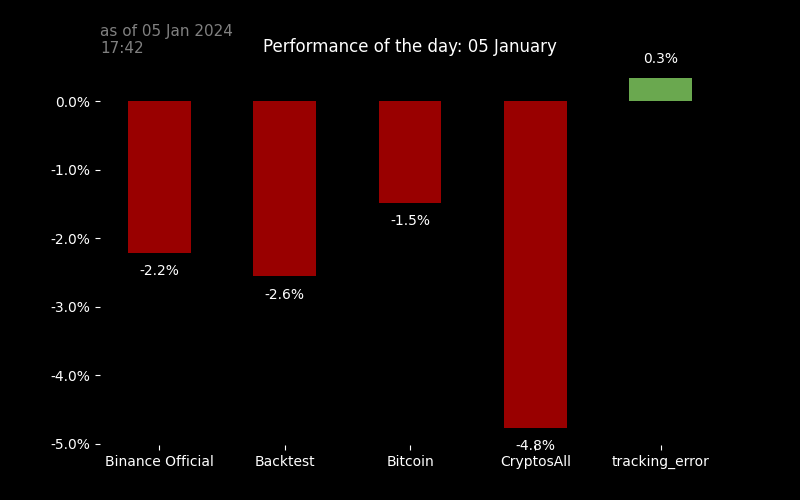 as of 05 Jan 2024
17:42
Performance of the day: 05 January
0.3%
0.0%
-1.0%
-1.5%
-2.0%
-2.2%
-2.6%
-3.0%
-4.0%
-5.0%
-4.8%
Binance Official
Backtest
Bitcoin
CryptosAll
tracking_error